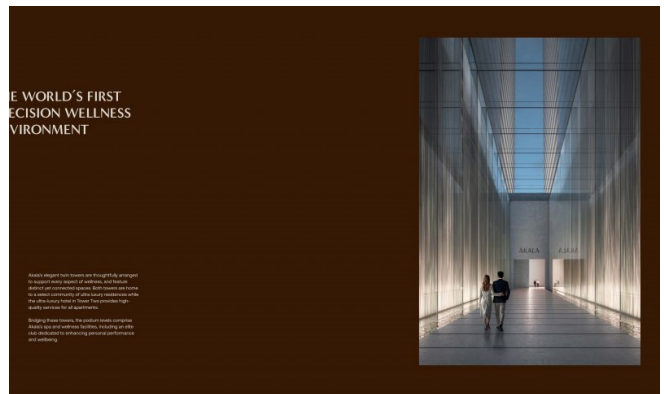 E WORLD´S FIRST
ECISION WELLNESS
VIRONMENT
Akala's elegant twin towers are thoughtfully arranged
to support every aspect of wellness, and feature
distinct yet connected spaces. Both towers are home
to a select community of ultra luxury residences while
the ultra-luxury hotel in Tower Two provides high-
quality services for all apartments.
Bridging these towers, the podium levels comprise
Akala's spa and wellness facilities, including an elite
club dedicated to enhancing personal performance
and wellbeing.
AKALA AKALA